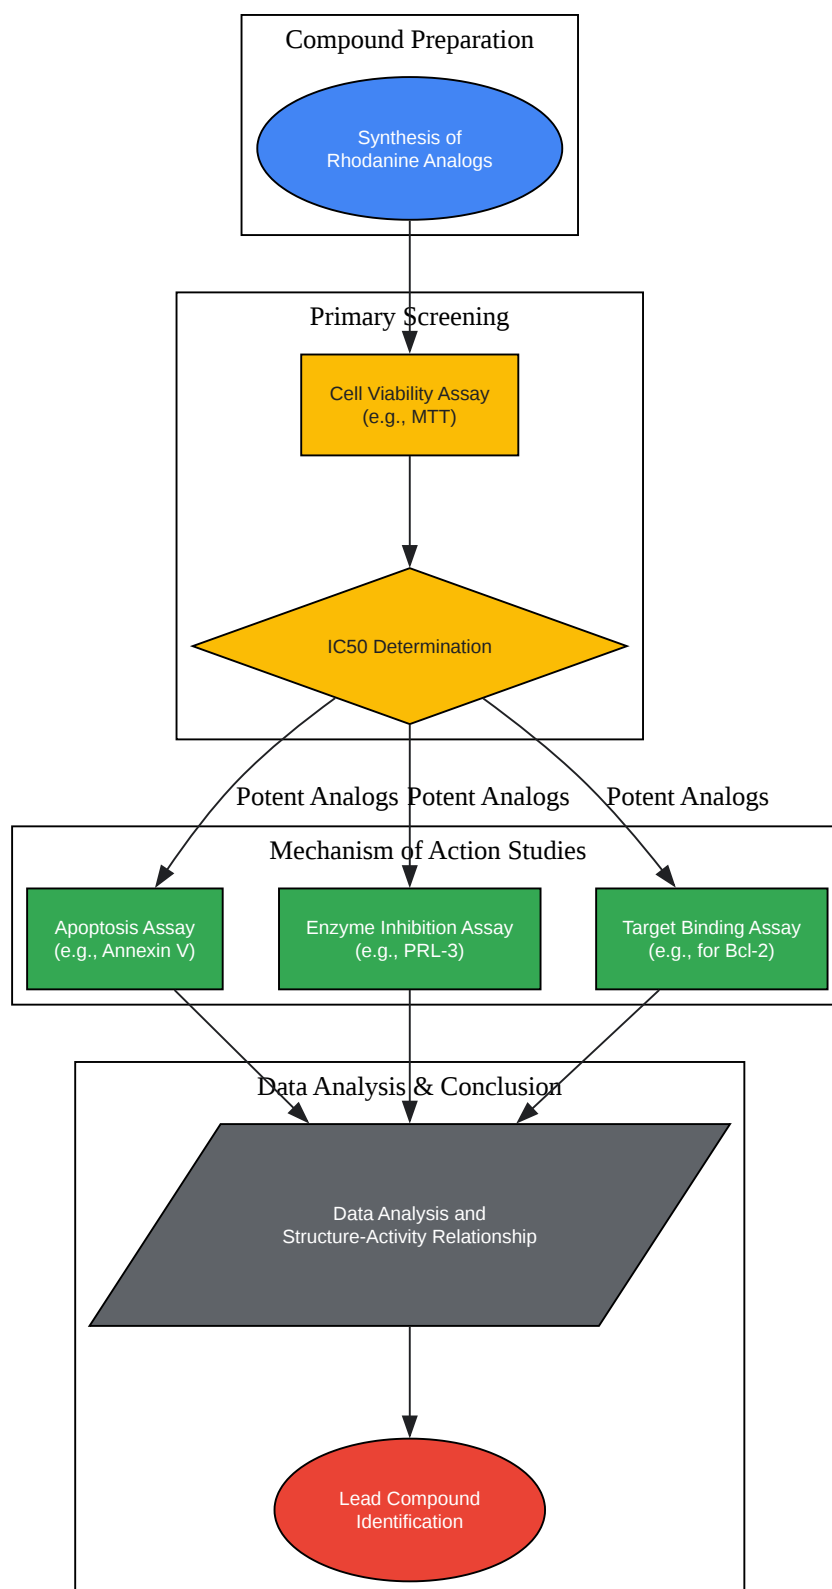 Compound Preparation
Synthesis of
Rhodanine Analogs
Primary Screening
Cell Viability Assay
(e.g., MTT)
IC50 Determination
Potent Analogs
Potent Analogs
Potent Analogs
Mechanism of Action Studies
Apoptosis Assay
(e.g., Annexin V)
Enzyme Inhibition Assay
(e.g., PRL-3)
Target Binding Assay
(e.g., for Bcl-2)
Data Analysis & Conclusion
Data Analysis and
Structure-Activity Relationship
Lead Compound
Identification